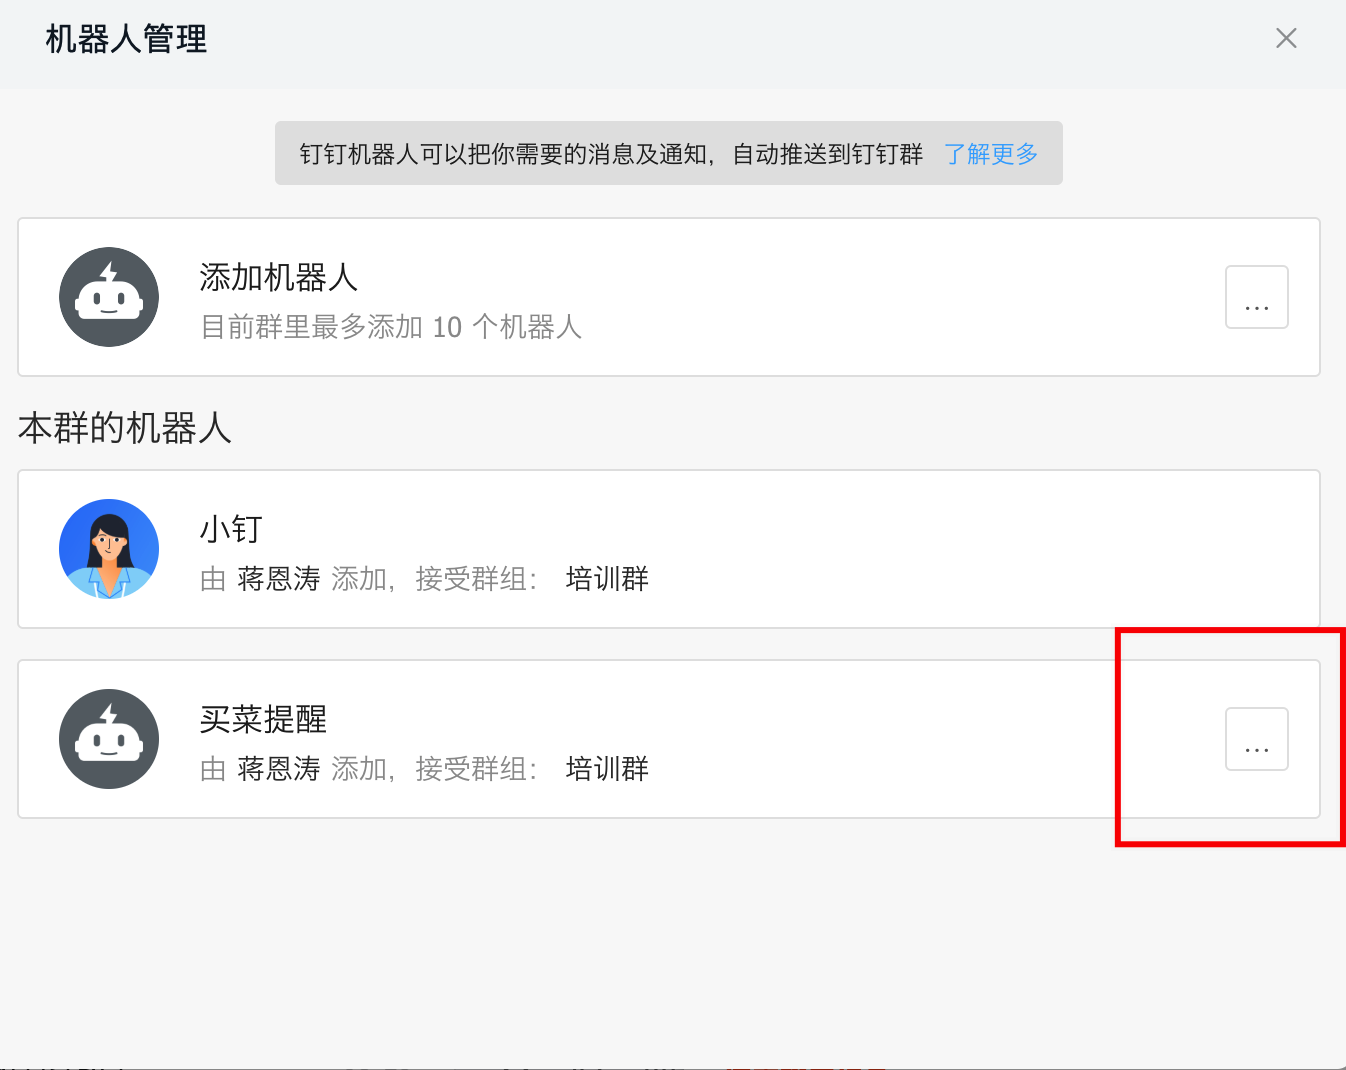 机器人管理
钉钉机器人可以把你需要的消息及通知，自动推送到钉钉群 了解更多
添加机器人
目前群里最多添加 10 个机器人
...
本群的机器人
小钉
由 蒋恩涛 添加，接受群组： 培训群
买菜提醒
由 蒋恩涛 添加，接受群组： 培训群
...